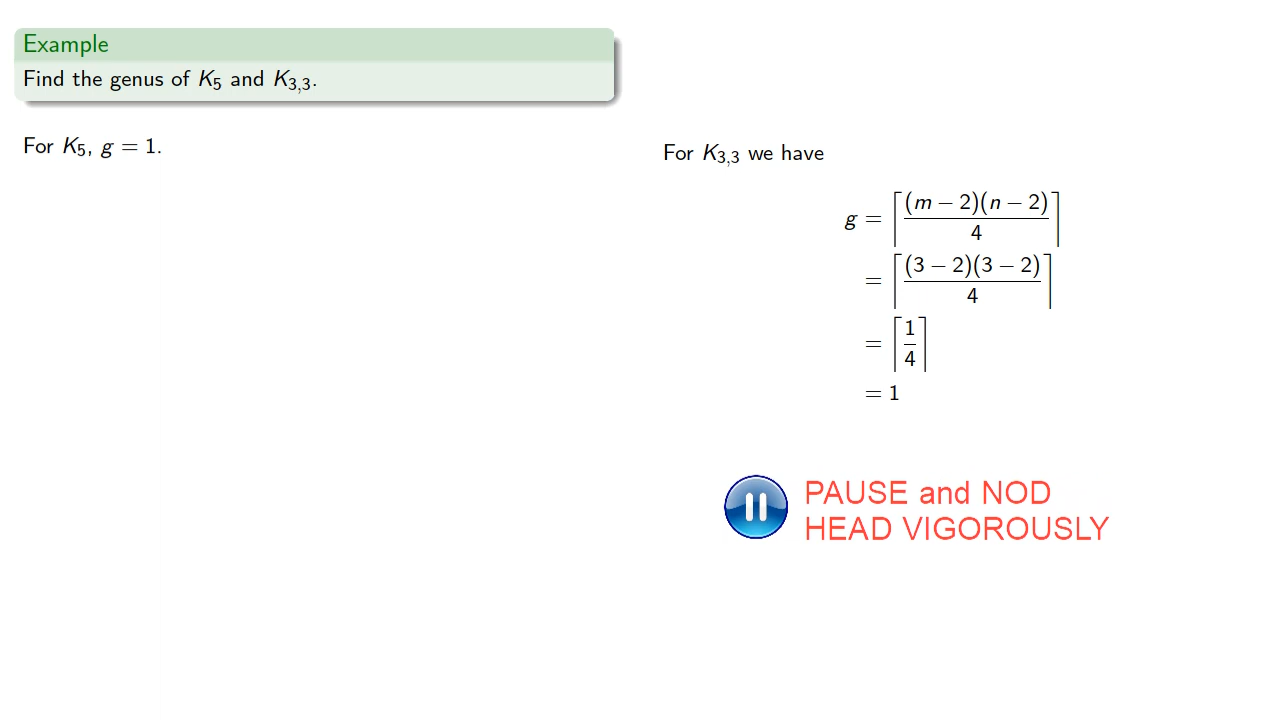 Example
Find the genus of K₅ and K₃,₃.
For K₅, g = 1.
For K₃,₃ we have
g = ⌈(m − 2)(n − 2)/4⌉
= ⌈(3 − 2)(3 − 2)/4⌉
= ⌈1/4⌉
= 1
PAUSE and NOD
HEAD VIGOROUSLY